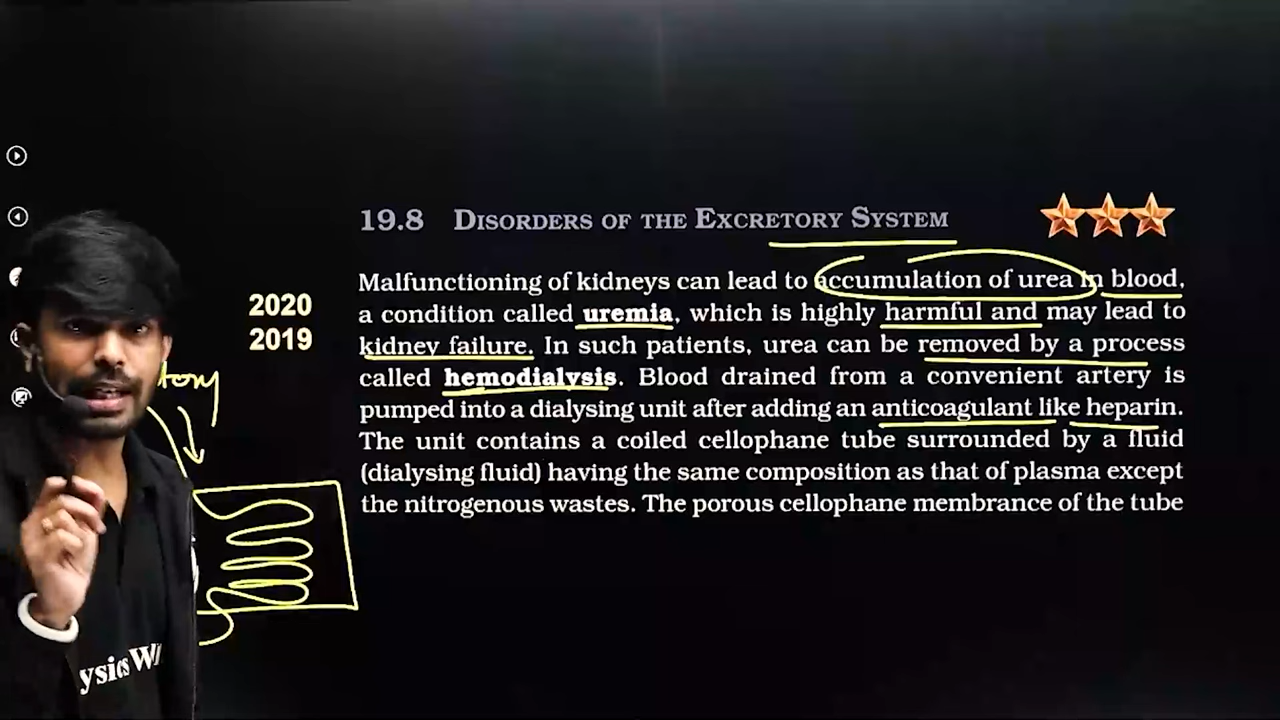 19.8 Disorders of the Excretory System
Malfunctioning of kidneys can lead to accumulation of urea in blood,
a condition called uremia, which is highly harmful and may lead to
kidney failure. In such patients, urea can be removed by a process
called hemodialysis. Blood drained from a convenient artery is
pumped into a dialysing unit after adding an anticoagulant like heparin.
The unit contains a coiled cellophane tube surrounded by a fluid
(dialysing fluid) having the same composition as that of plasma except
the nitrogenous wastes. The porous cellophane membrane of the tube
2020
2019